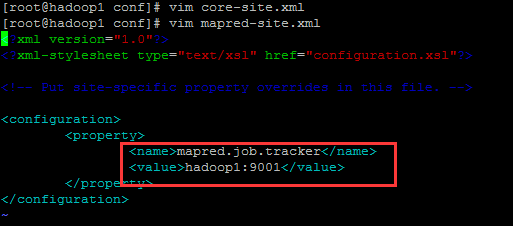 [root@hadoop1 conf]# vim core-site.xml
[root@hadoop1 conf]# vim mapred-site.xml
<?xml version="1.0"?>
<?xml-stylesheet type="text/xsl" href="configuration.xsl"?>
<!-- Put site-specific property overrides in this file. -->
<configuration>
<property>
<name>mapred.job.tracker</name>
<value>hadoop1:9001</value>
</property>
</configuration>
~